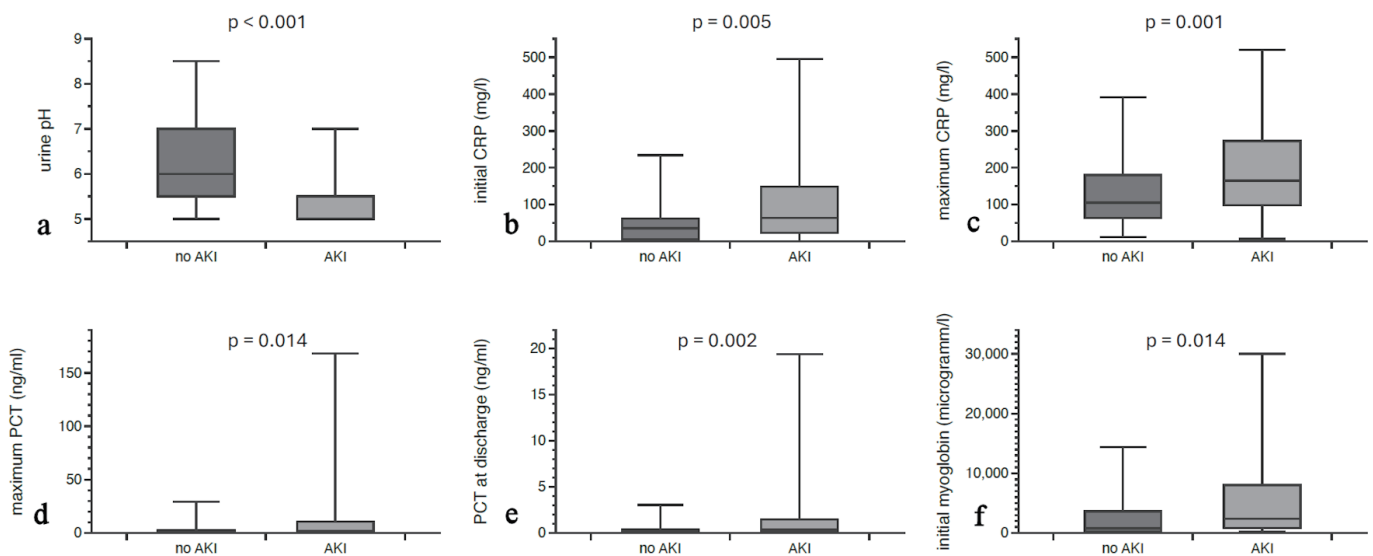 p < 0.001
urine pH
9
8
7
6
5
a
no AKI
AKI
p = 0.005
initial CRP (mg/l)
500
400
300
200
100
0
b
no AKI
AKI
p = 0.001
maximum CRP (mg/l)
500
400
300
200
100
0
c
no AKI
AKI
p = 0.014
maximum PCT (ng/ml)
150
100
50
0
d
no AKI
AKI
p = 0.002
PCT at discharge (ng/ml)
20
15
10
5
0
e
no AKI
AKI
p = 0.014
initial myoglobin (microgramm/l)
30,000
20,000
10,000
0
f
no AKI
AKI